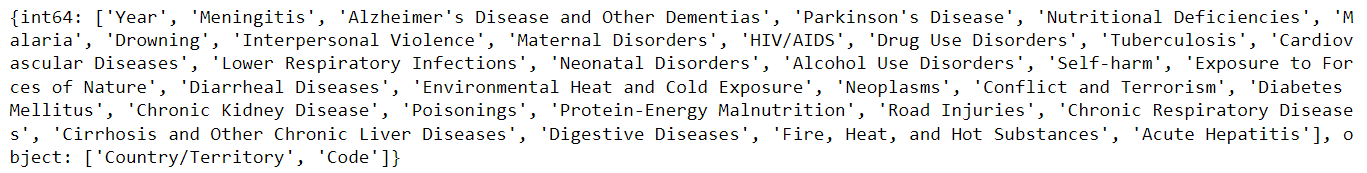 {int64: ['Year', 'Meningitis', 'Alzheimer's Disease and Other Dementias', 'Parkinson's Disease', 'Nutritional Deficiencies', 'M
alaria', 'Drowning', 'Interpersonal Violence', 'Maternal Disorders', 'HIV/AIDS', 'Drug Use Disorders', 'Tuberculosis', 'Cardiov
ascular Diseases', 'Lower Respiratory Infections', 'Neonatal Disorders', 'Alcohol Use Disorders', 'Self-harm', 'Exposure to For
ces of Nature', 'Diarrheal Diseases', 'Environmental Heat and Cold Exposure', 'Neoplasms', 'Conflict and Terrorism', 'Diabetes
Mellitus', 'Chronic Kidney Disease', 'Poisonings', 'Protein-Energy Malnutrition', 'Road Injuries', 'Chronic Respiratory Disease
s', 'Cirrhosis and Other Chronic Liver Diseases', 'Digestive Diseases', 'Fire, Heat, and Hot Substances', 'Acute Hepatitis'], o
bject: ['Country/Territory', 'Code']}